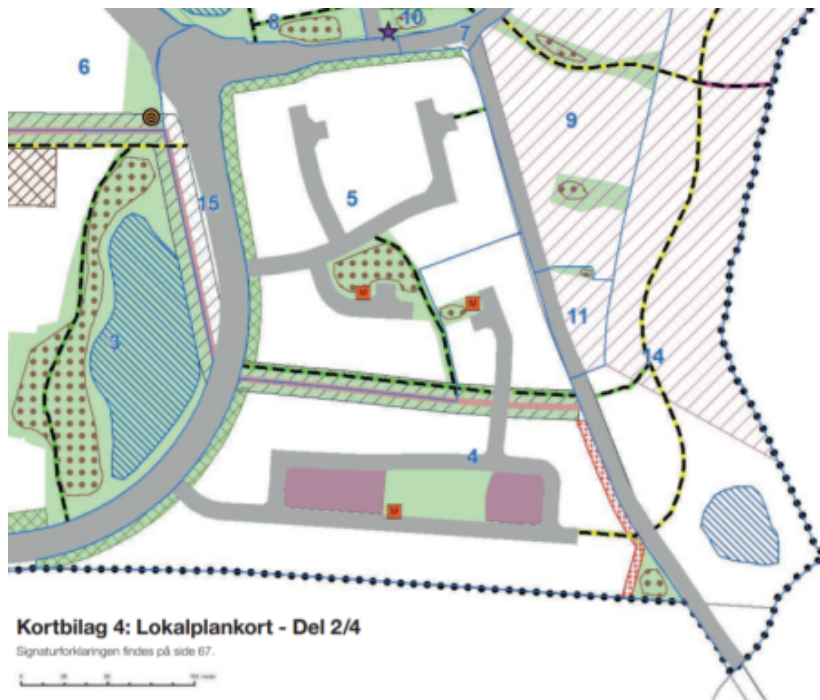 8
10
7
6
9
5
15
11
3
14
4
M
M
M
Kortbilag 4: Lokalplankort - Del 2/4
Signaturforklaringen findes på side 67.